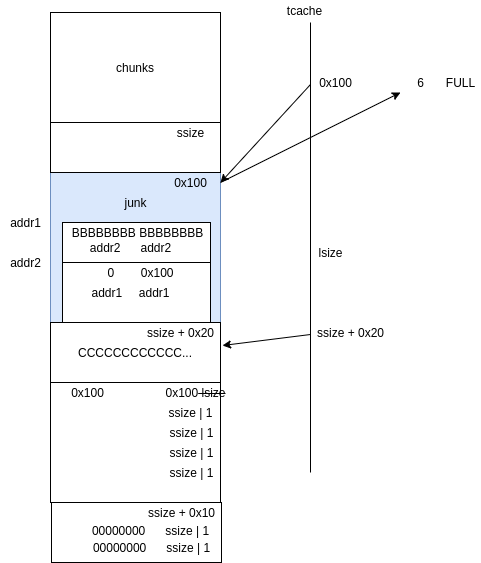 tcache
chunks
0x100
6 FULL
ssize
0x100
junk
addr1
BBBBBBBB BBBBBBBB
addr2 addr2
lsize
addr2
0 0x100
addr1 addr1
ssize + 0x20
ssize + 0x20
CCCCCCCCCCCC...
0x100 0x100 lsize
ssize | 1
ssize | 1
ssize | 1
ssize | 1
ssize + 0x10
00000000 ssize | 1
00000000 ssize | 1